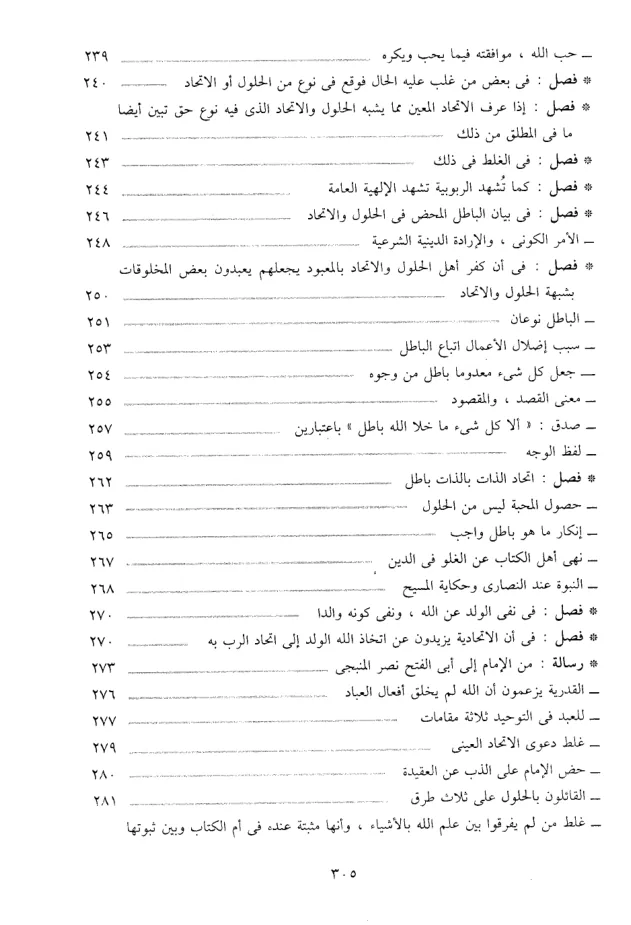 – حب الله ، موافقته فيما يحب ويكره ٢٣٩
* فصل : فى بعض من غلب عليه الحال فوقع فى نوع من الحلول أو الاتحاد ٢٤٠
* فصل : إذا عرف الاتحاد المعين مما يشبه الحلول والاتحاد الذى فيه نوع حق تبين أيضا
ما فى المطلق من ذلك ٢٤١
* فصل : فى الغلط فى ذلك ٢٤٣
* فصل : كما تُشهد الربوبية تشهد الإلهية العامة ٢٤٤
* فصل : فى بيان الباطل المحض فى الحلول والاتحاد ٢٤٦
– الأمر الكونى ، والإرادة الدينية الشرعية ٢٤٨
* فصل : فى أن كفر أهل الحلول والاتحاد بالمعبود يجعلهم يعبدون بعض المخلوقات
بشبهة الحلول والاتحاد ٢٥٠
– الباطل نوعان ٢٥١
– سبب إضلال الأعمال اتباع الباطل ٢٥٣
– جعل كل شىء معدوما باطل من وجوه ٢٥٤
– معنى القصد ، والمقصود ٢٥٥
– صدق : « ألا كل شىء ما خلا الله باطل » باعتبارين ٢٥٧
– لفظ الوجه ٢٥٩
* فصل : اتحاد الذات بالذات باطل ٢٦٢
– حصول المحبة ليس من الحلول ٢٦٣
– إنكار ما هو باطل واجب ٢٦٥
– نهى أهل الكتاب عن الغلو فى الدين ٢٦٧
– النبوة عند النصارى وحكاية المسيح ٢٦٨
* فصل : فى نفى الولد عن الله ، ونفى كونه والدا ٢٧٠
* فصل : فى أن الاتحادية يزيدون عن اتخاذ الله الولد إلى اتحاد الرب به ٢٧٠
* رسالة : من الإمام إلى أبى الفتح نصر المنبجى ٢٧٣
– القدرية يزعمون أن الله لم يخلق أفعال العباد ٢٧٦
– للعبد فى التوحيد ثلاثة مقامات ٢٧٧
– غلط دعوى الاتحاد العينى ٢٧٩
– حض الإمام على الذب عن العقيدة ٢٨٠
– القائلون بالحلول على ثلاث طرق ٢٨١
– غلط من لم يفرقوا بين علم الله بالأشياء ، وأنها مثبتة عنده فى أم الكتاب وبين ثبوتها
٣٠٥